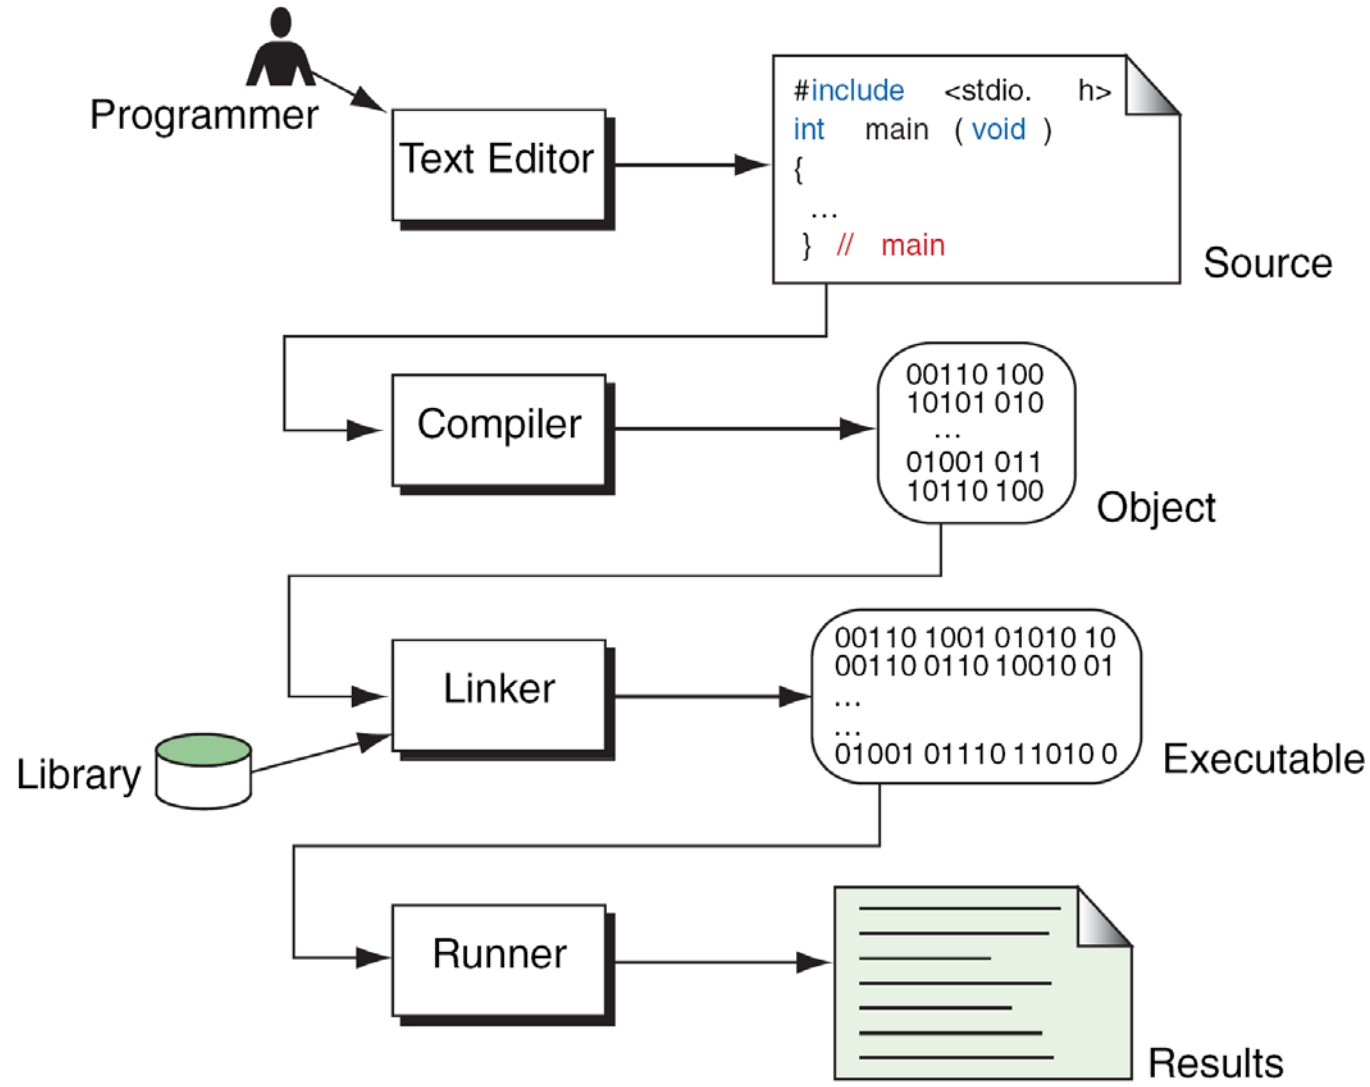 Programmer
Text Editor
#include <stdio. h>
int main ( void )
{
...
} // main
Source
Compiler
00110 100
10101 010
...
01001 011
10110 100
Object
Linker
00110 1001 01010 10
00110 0110 10010 01
...
...
01001 01110 11010 0
Executable
Library
Runner
Results